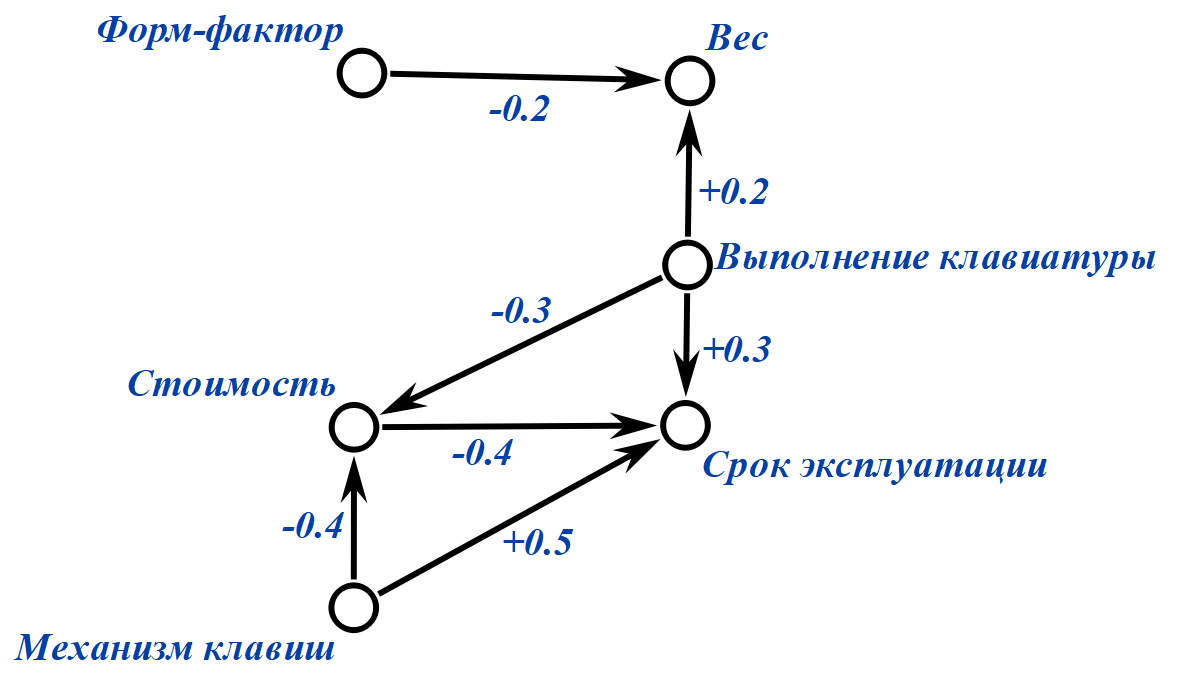 Форм-фактор
Вес
-0.2
+0.2
Выполнение клавиатуры
-0.3
+0.3
Стоимость
-0.4
Срок эксплуатации
-0.4
+0.5
Механизм клавиш